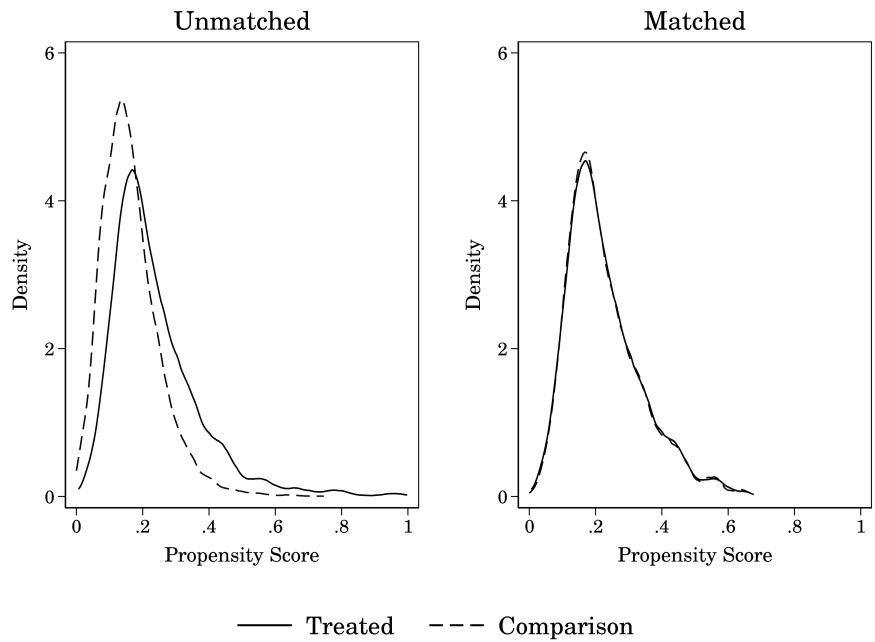 Unmatched
6
4
2
0
Density
0 .2 .4 .6 .8 1
Propensity Score
Matched
6
4
2
0
Density
0 .2 .4 .6 .8 1
Propensity Score
Treated Comparison